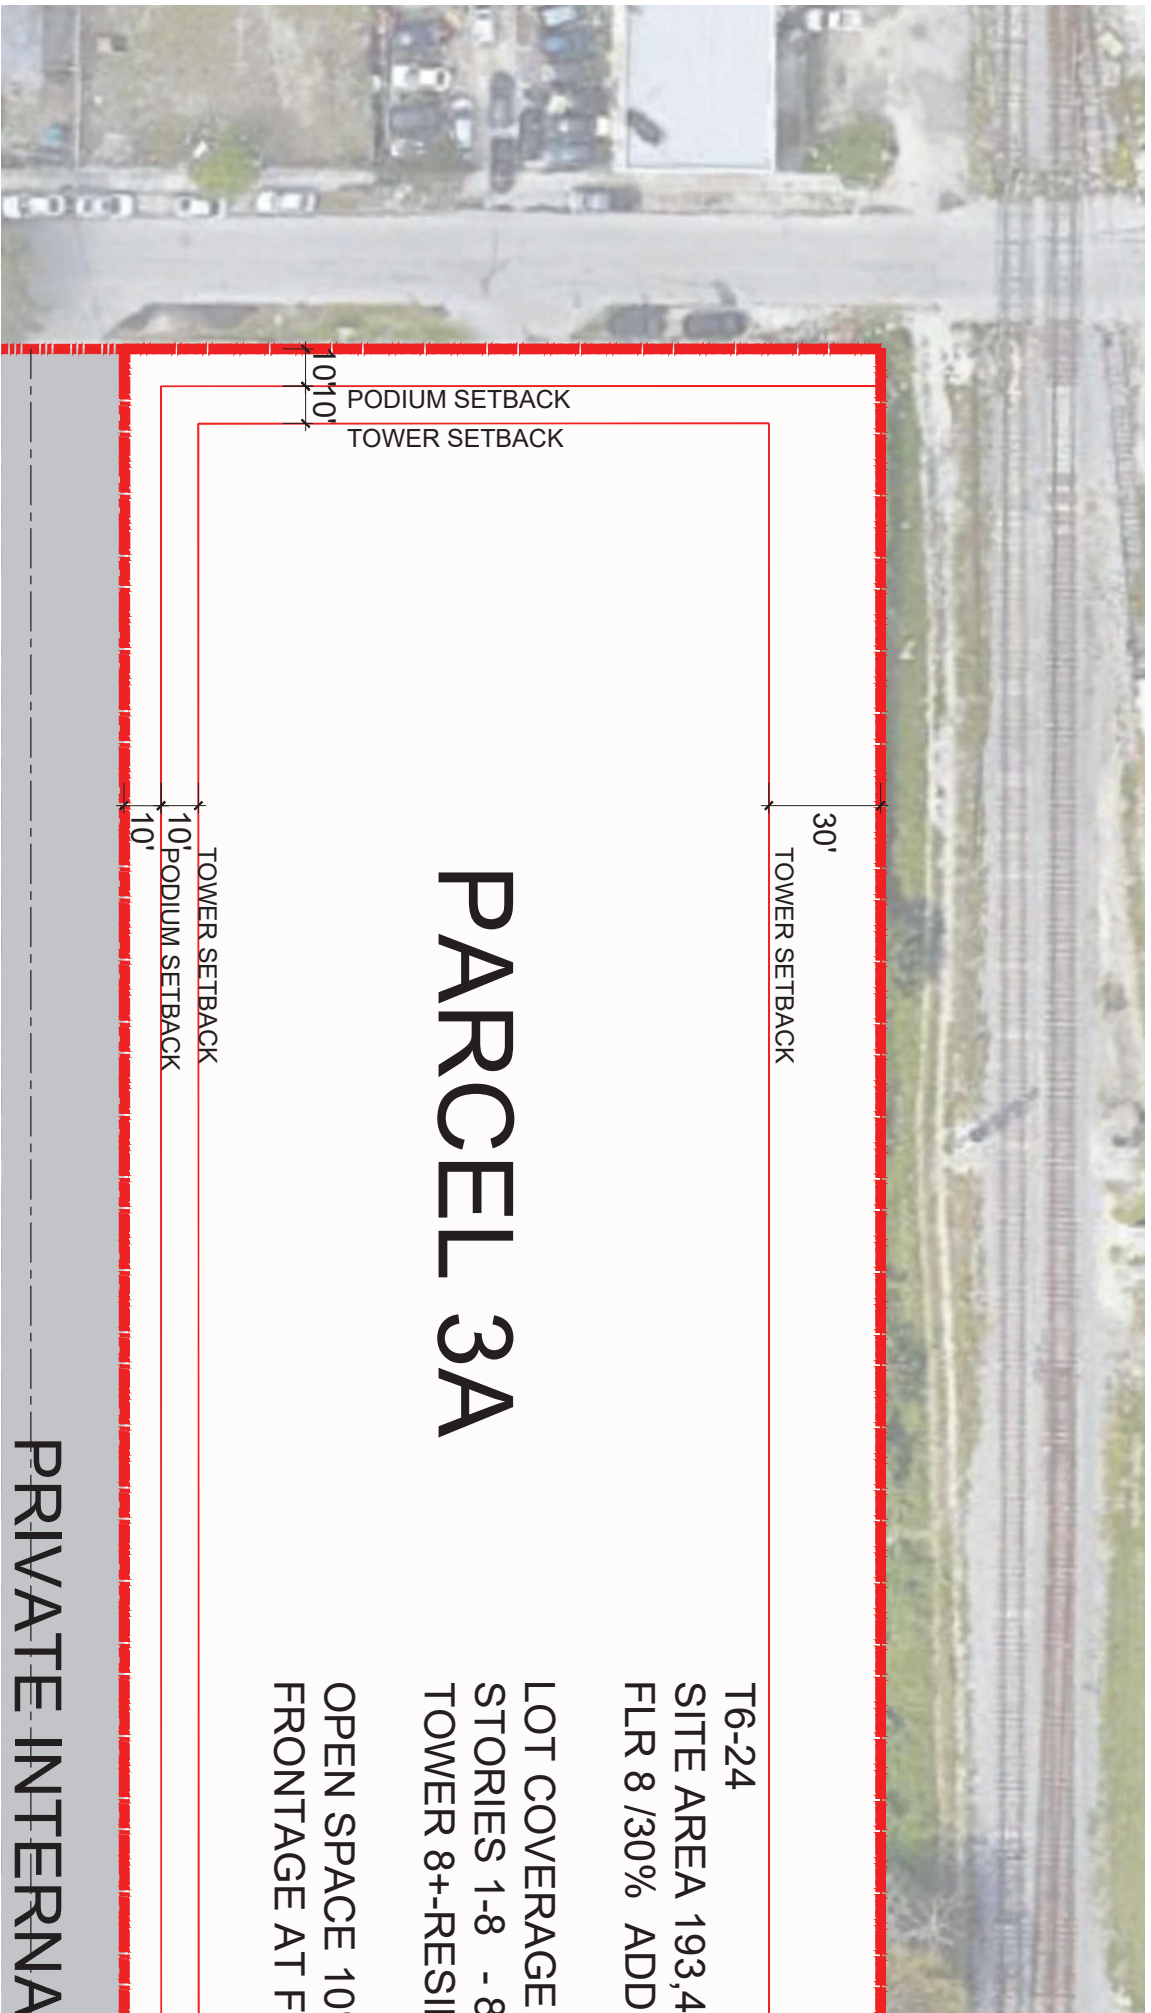 10'
10'
PODIUM SETBACK
TOWER SETBACK
30'
TOWER SETBACK
10'
10'
TOWER SETBACK
PODIUM SETBACK
PARCEL 3A
T6-24
SITE AREA 193,4
FLR 8 /30% ADD
LOT COVERAGE
STORIES 1-8 - 8
TOWER 8+-RESI
OPEN SPACE 10
FRONTAGE AT F
PRIVATE INTERNA